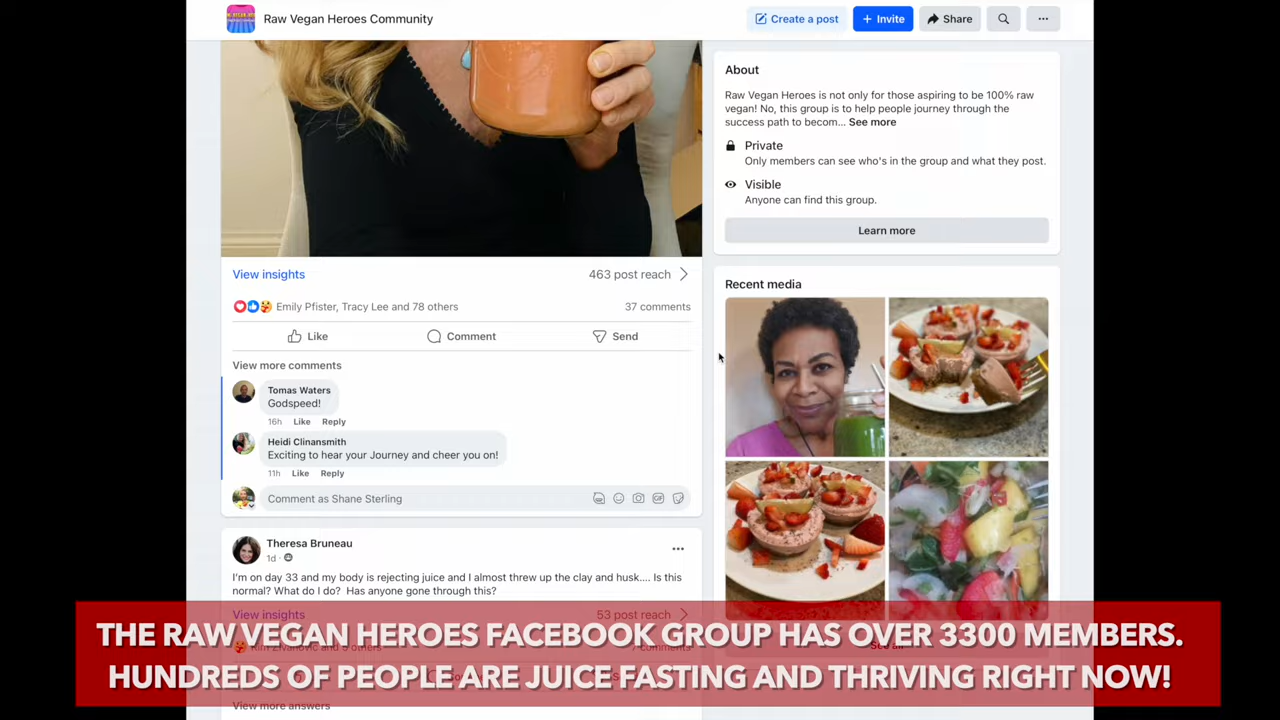 Raw Vegan Heroes Community
Create a post
+ Invite
Share
About
Raw Vegan Heroes is not only for those aspiring to be 100% raw
vegan! No, this group is to help people journey through the
success path to becom... See more
Private
Only members can see who's in the group and what they post.
Visible
Anyone can find this group.
Learn more
View insights
463 post reach
Emily Pfister, Tracy Lee and 78 others
37 comments
Like
Comment
Send
View more comments
Tomas Waters
Godspeed!
16h Like Reply
Heidi Clinansmith
Exciting to hear your Journey and cheer you on!
11h Like Reply
Comment as Shane Sterling
Recent media
Theresa Bruneau
1d ·
I'm on day 33 and my body is rejecting juice and I almost threw up the clay and husk.... Is this
normal? What do I do? Has anyone gone through this?
View insights
53 post reach
See all
THE RAW VEGAN HEROES FACEBOOK GROUP HAS OVER 3300 MEMBERS.
HUNDREDS OF PEOPLE ARE JUICE FASTING AND THRIVING RIGHT NOW!
View more answers